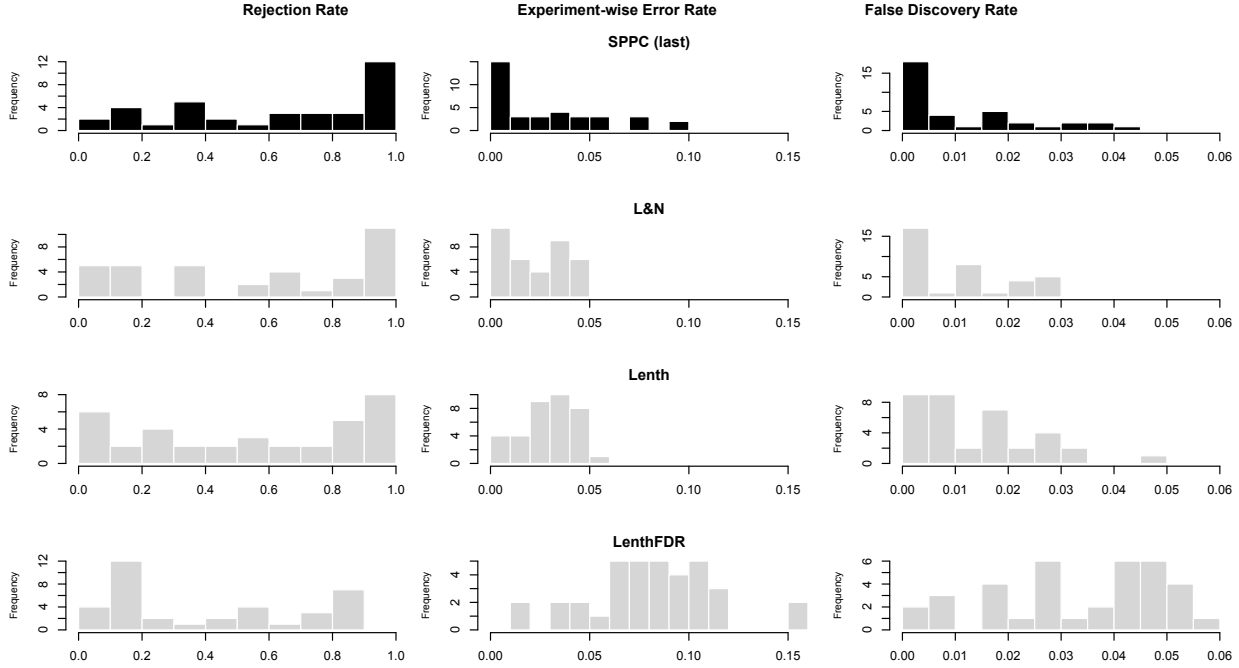 Rejection Rate Experiment-wise Error Rate False Discovery Rate
SPPC (last)
Frequency
0 4 8 12
0.0 0.2 0.4 0.6 0.8 1.0
Frequency
0 5 10
0.00 0.05 0.10 0.15
Frequency
0 5 15
0.00 0.01 0.02 0.03 0.04 0.05 0.06
L&N
Frequency
0 4 8
0.0 0.2 0.4 0.6 0.8 1.0
Frequency
0 4 8
0.00 0.05 0.10 0.15
Frequency
0 5 15
0.00 0.01 0.02 0.03 0.04 0.05 0.06
Lenth
Frequency
0 4 8
0.0 0.2 0.4 0.6 0.8 1.0
Frequency
0 4 8
0.00 0.05 0.10 0.15
Frequency
0 4 8
0.00 0.01 0.02 0.03 0.04 0.05 0.06
LenthFDR
Frequency
0 4 8 12
0.0 0.2 0.4 0.6 0.8 1.0
Frequency
0 2 4
0.00 0.05 0.10 0.15
Frequency
0 2 4 6
0.00 0.01 0.02 0.03 0.04 0.05 0.06